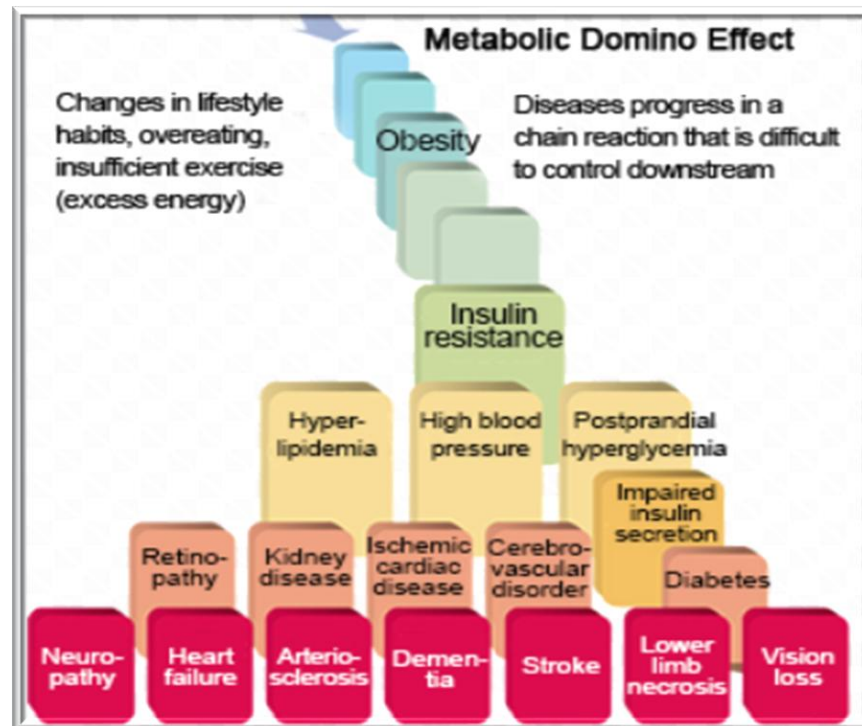 Metabolic Domino Effect
Changes in lifestyle
habits, overeating,
insufficient exercise
(excess energy)
Diseases progress in a
chain reaction that is difficult
to control downstream
Obesity
Insulin
resistance
Hyper-
lipidemia
High blood
pressure
Postprandial
hyperglycemia
Impaired
insulin
secretion
Retino-
pathy
Kidney
disease
Ischemic
cardiac
disease
Cerebro-
vascular
disorder
Diabetes
Neuro-
pathy
Heart
failure
Arterio-
sclerosis
Demen-
tia
Stroke
Lower
limb
necrosis
Vision
loss